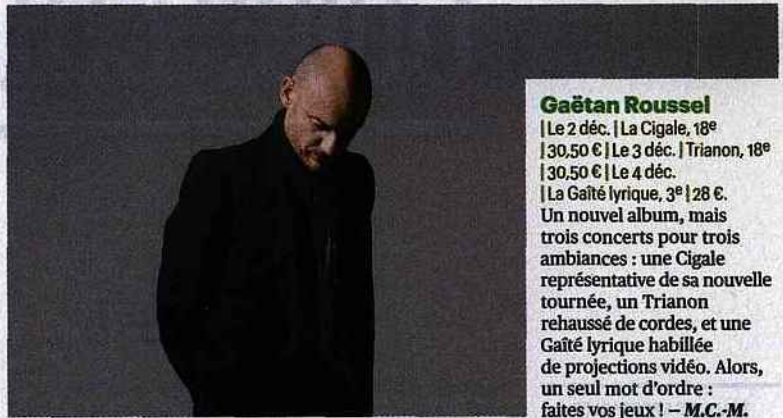 Gaëtan Roussel
| Le 2 déc. | La Cigale, 18e
| 30,50 € | Le 3 déc. | Trianon, 18e
| 30,50 € | Le 4 déc.
| La Gaîté lyrique, 3e | 28 €.
Un nouvel album, mais
trois concerts pour trois
ambiances : une Cigale
représentative de sa nouvelle
tournée, un Trianon
rehaussé de cordes, et une
Gaîté lyrique habillée
de projections vidéo. Alors,
un seul mot d'ordre :
faites vos jeux ! – M.C.-M.